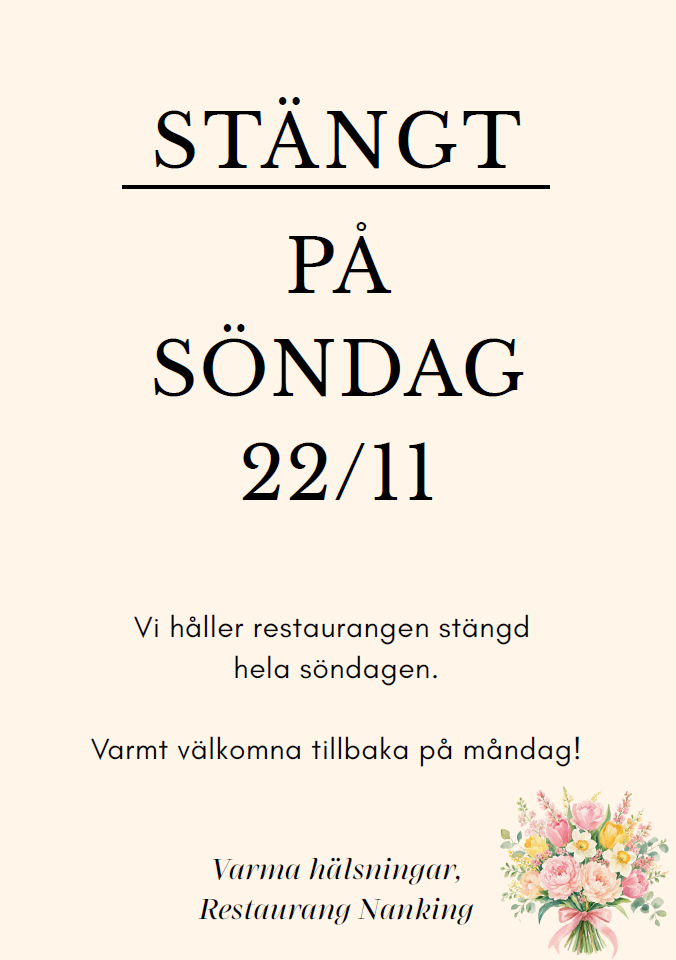 STÄNGT
PÅ
SÖNDAG
22/11
Vi håller restaurangen stängd
hela söndagen.
Varmt välkomna tillbaka på måndag!
Varma hälsningar,
Restaurang Nanking